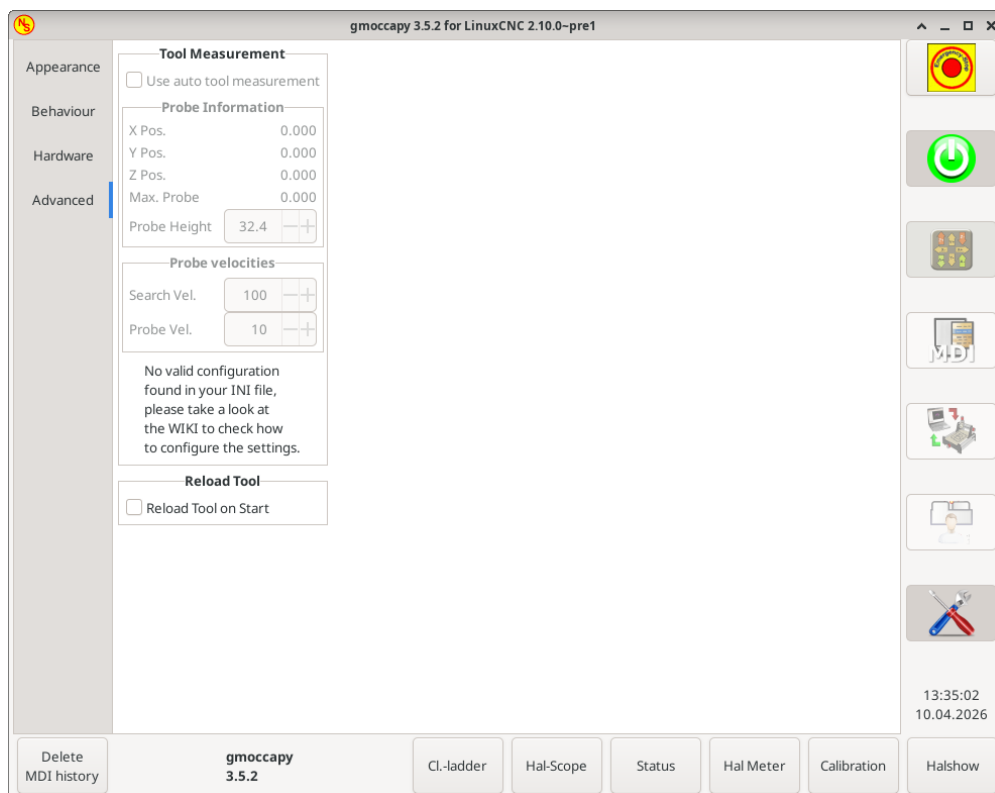 NS
gmoccapy 3.5.2 for LinuxCNC 2.10.0~pre1
Appearance
Behaviour
Hardware
Advanced
Tool Measurement
Use auto tool measurement
Probe Information
X Pos. 0.000
Y Pos. 0.000
Z Pos. 0.000
Max. Probe 0.000
Probe Height 32.4
Probe velocities
Search Vel. 100
Probe Vel. 10
No valid configuration
found in your INI file,
please take a look at
the WIKI to check how
to configure the settings.
Reload Tool
Reload Tool on Start
Emergency-Stop
MDI
13:35:02
10.04.2026
Delete
MDI history
gmoccapy
3.5.2
Cl.-ladder
Hal-Scope
Status
Hal Meter
Calibration
Halshow